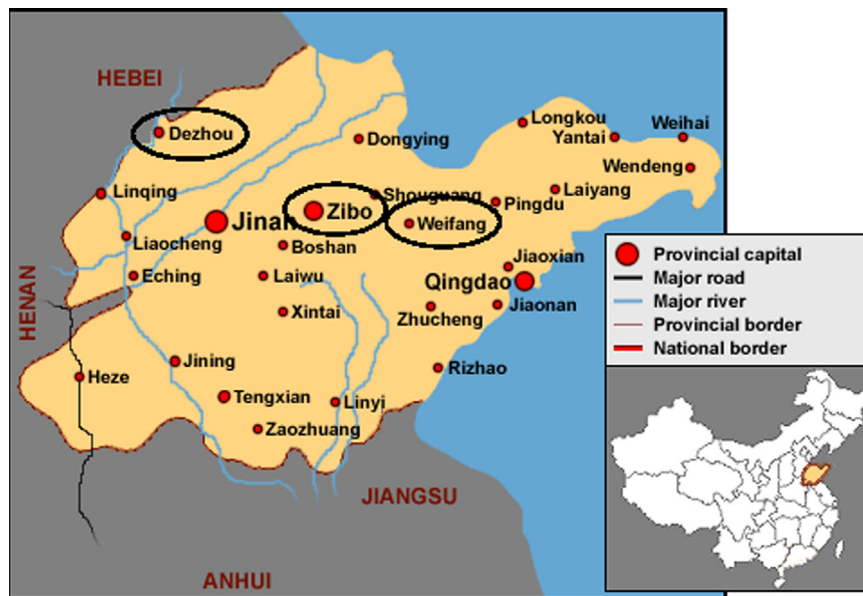 HEBEI
Dezhou
Dongying
Longkou
Yantai
Weihai
Wendeng
Linqing
Shouguang
Laiyang
Pingdu
Jinan
Zibo
Weifang
Liaocheng
Boshan
Jiaoxian
Eching
Laiwu
Qingdao
HENAN
Xintai
Zhucheng
Jiaonan
Jining
Rizhao
Heze
Tengxian
Linyi
Zaozhuang
JIANGSU
ANHUI
Provincial capital
Major road
Major river
Provincial border
National border